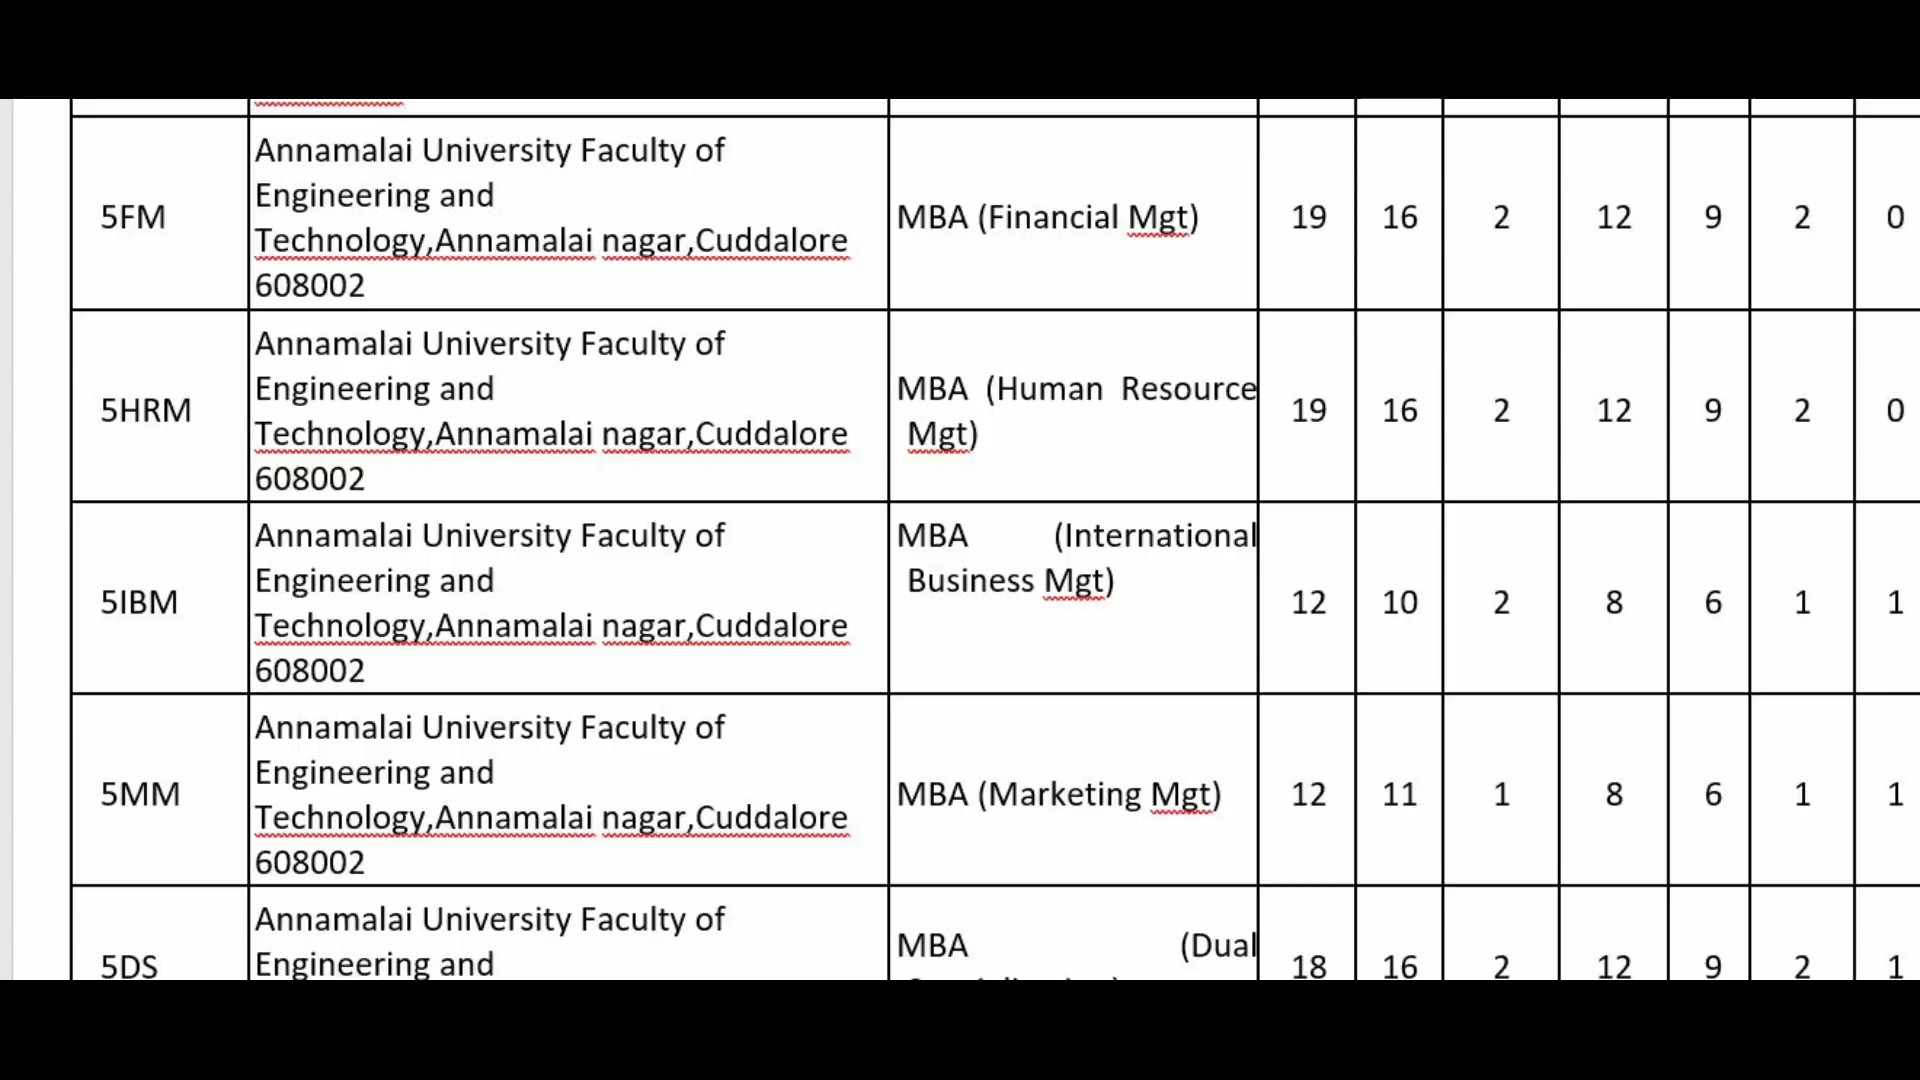 5FM
Annamalai University Faculty of
Engineering and
Technology,Annamalai nagar,Cuddalore
608002
MBA (Financial Mgt)
19 16 2 12 9 2 0
5HRM
Annamalai University Faculty of
Engineering and
Technology,Annamalai nagar,Cuddalore
608002
MBA (Human Resource
Mgt)
19 16 2 12 9 2 0
5IBM
Annamalai University Faculty of
Engineering and
Technology,Annamalai nagar,Cuddalore
608002
MBA (International
Business Mgt)
12 10 2 8 6 1 1
5MM
Annamalai University Faculty of
Engineering and
Technology,Annamalai nagar,Cuddalore
608002
MBA (Marketing Mgt)
12 11 1 8 6 1 1
5DS
Annamalai University Faculty of
Engineering and
MBA (Dual
18 16 2 12 9 2 1